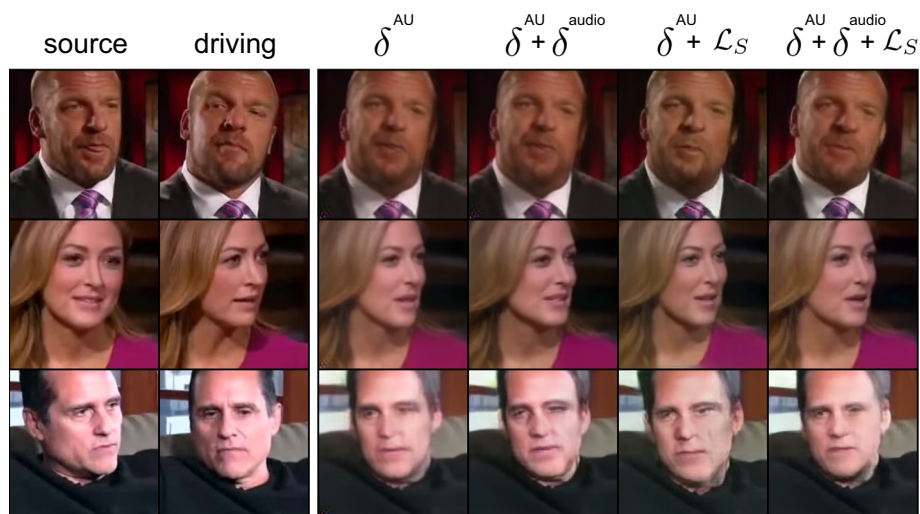 source driving δ^AU δ^AU + δ^audio δ^AU + ℒ_S δ^AU + δ^audio + ℒ_S